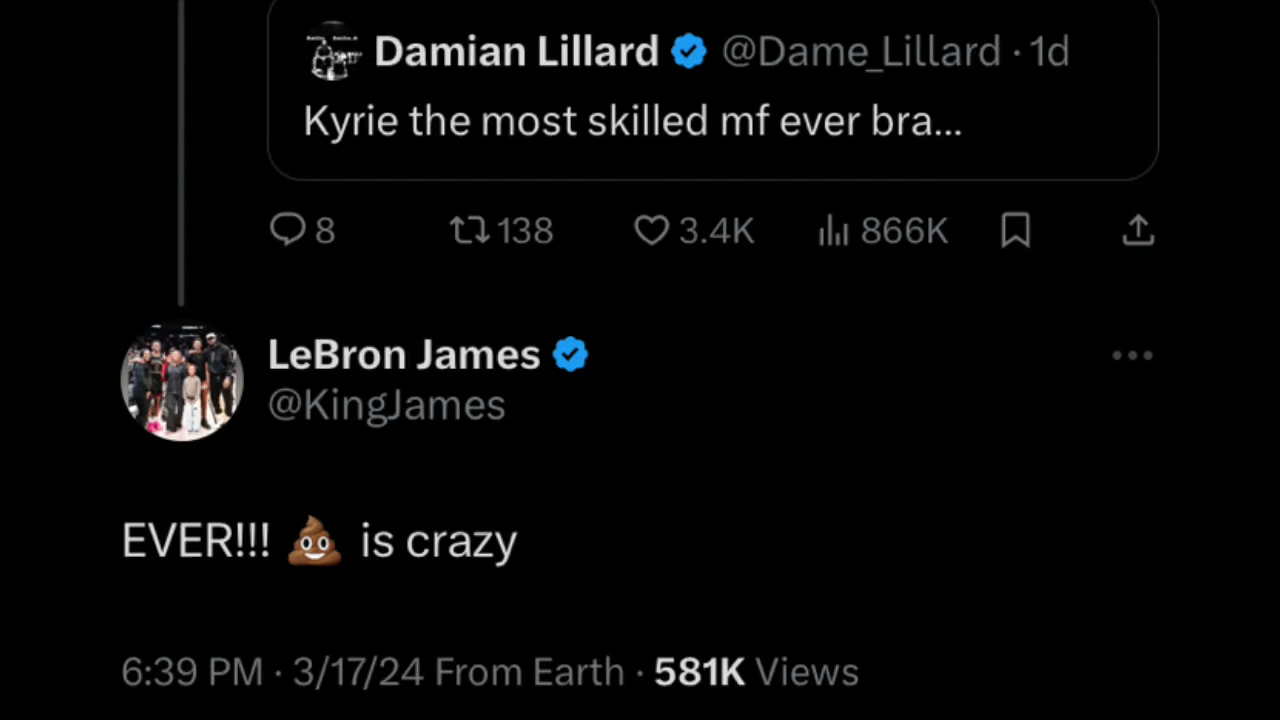 Damian Lillard @Dame_Lillard · 1d
Kyrie the most skilled mf ever bra...
8 138 3.4K 866K
LeBron James
@KingJames
EVER!!! 💩 is crazy
6:39 PM · 3/17/24 From Earth · 581K Views